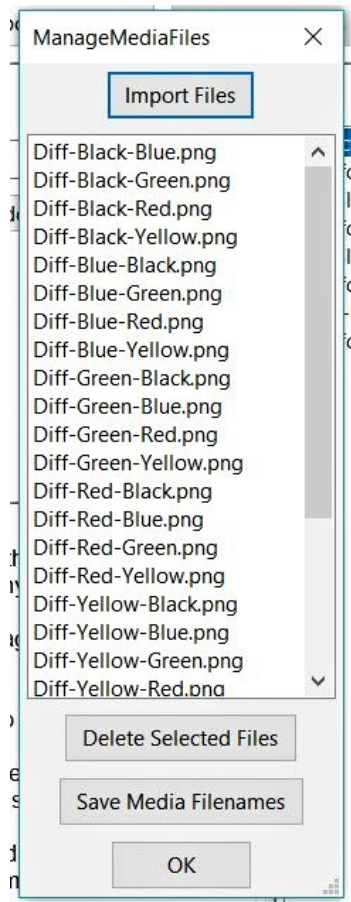 ManageMediaFiles
Import Files
Diff-Black-Blue.png
Diff-Black-Green.png
Diff-Black-Red.png
Diff-Black-Yellow.png
Diff-Blue-Black.png
Diff-Blue-Green.png
Diff-Blue-Red.png
Diff-Blue-Yellow.png
Diff-Green-Black.png
Diff-Green-Blue.png
Diff-Green-Red.png
Diff-Green-Yellow.png
Diff-Red-Black.png
Diff-Red-Blue.png
Diff-Red-Green.png
Diff-Red-Yellow.png
Diff-Yellow-Black.png
Diff-Yellow-Blue.png
Diff-Yellow-Green.png
Diff-Yellow-Red.png
Delete Selected Files
Save Media Filenames
OK